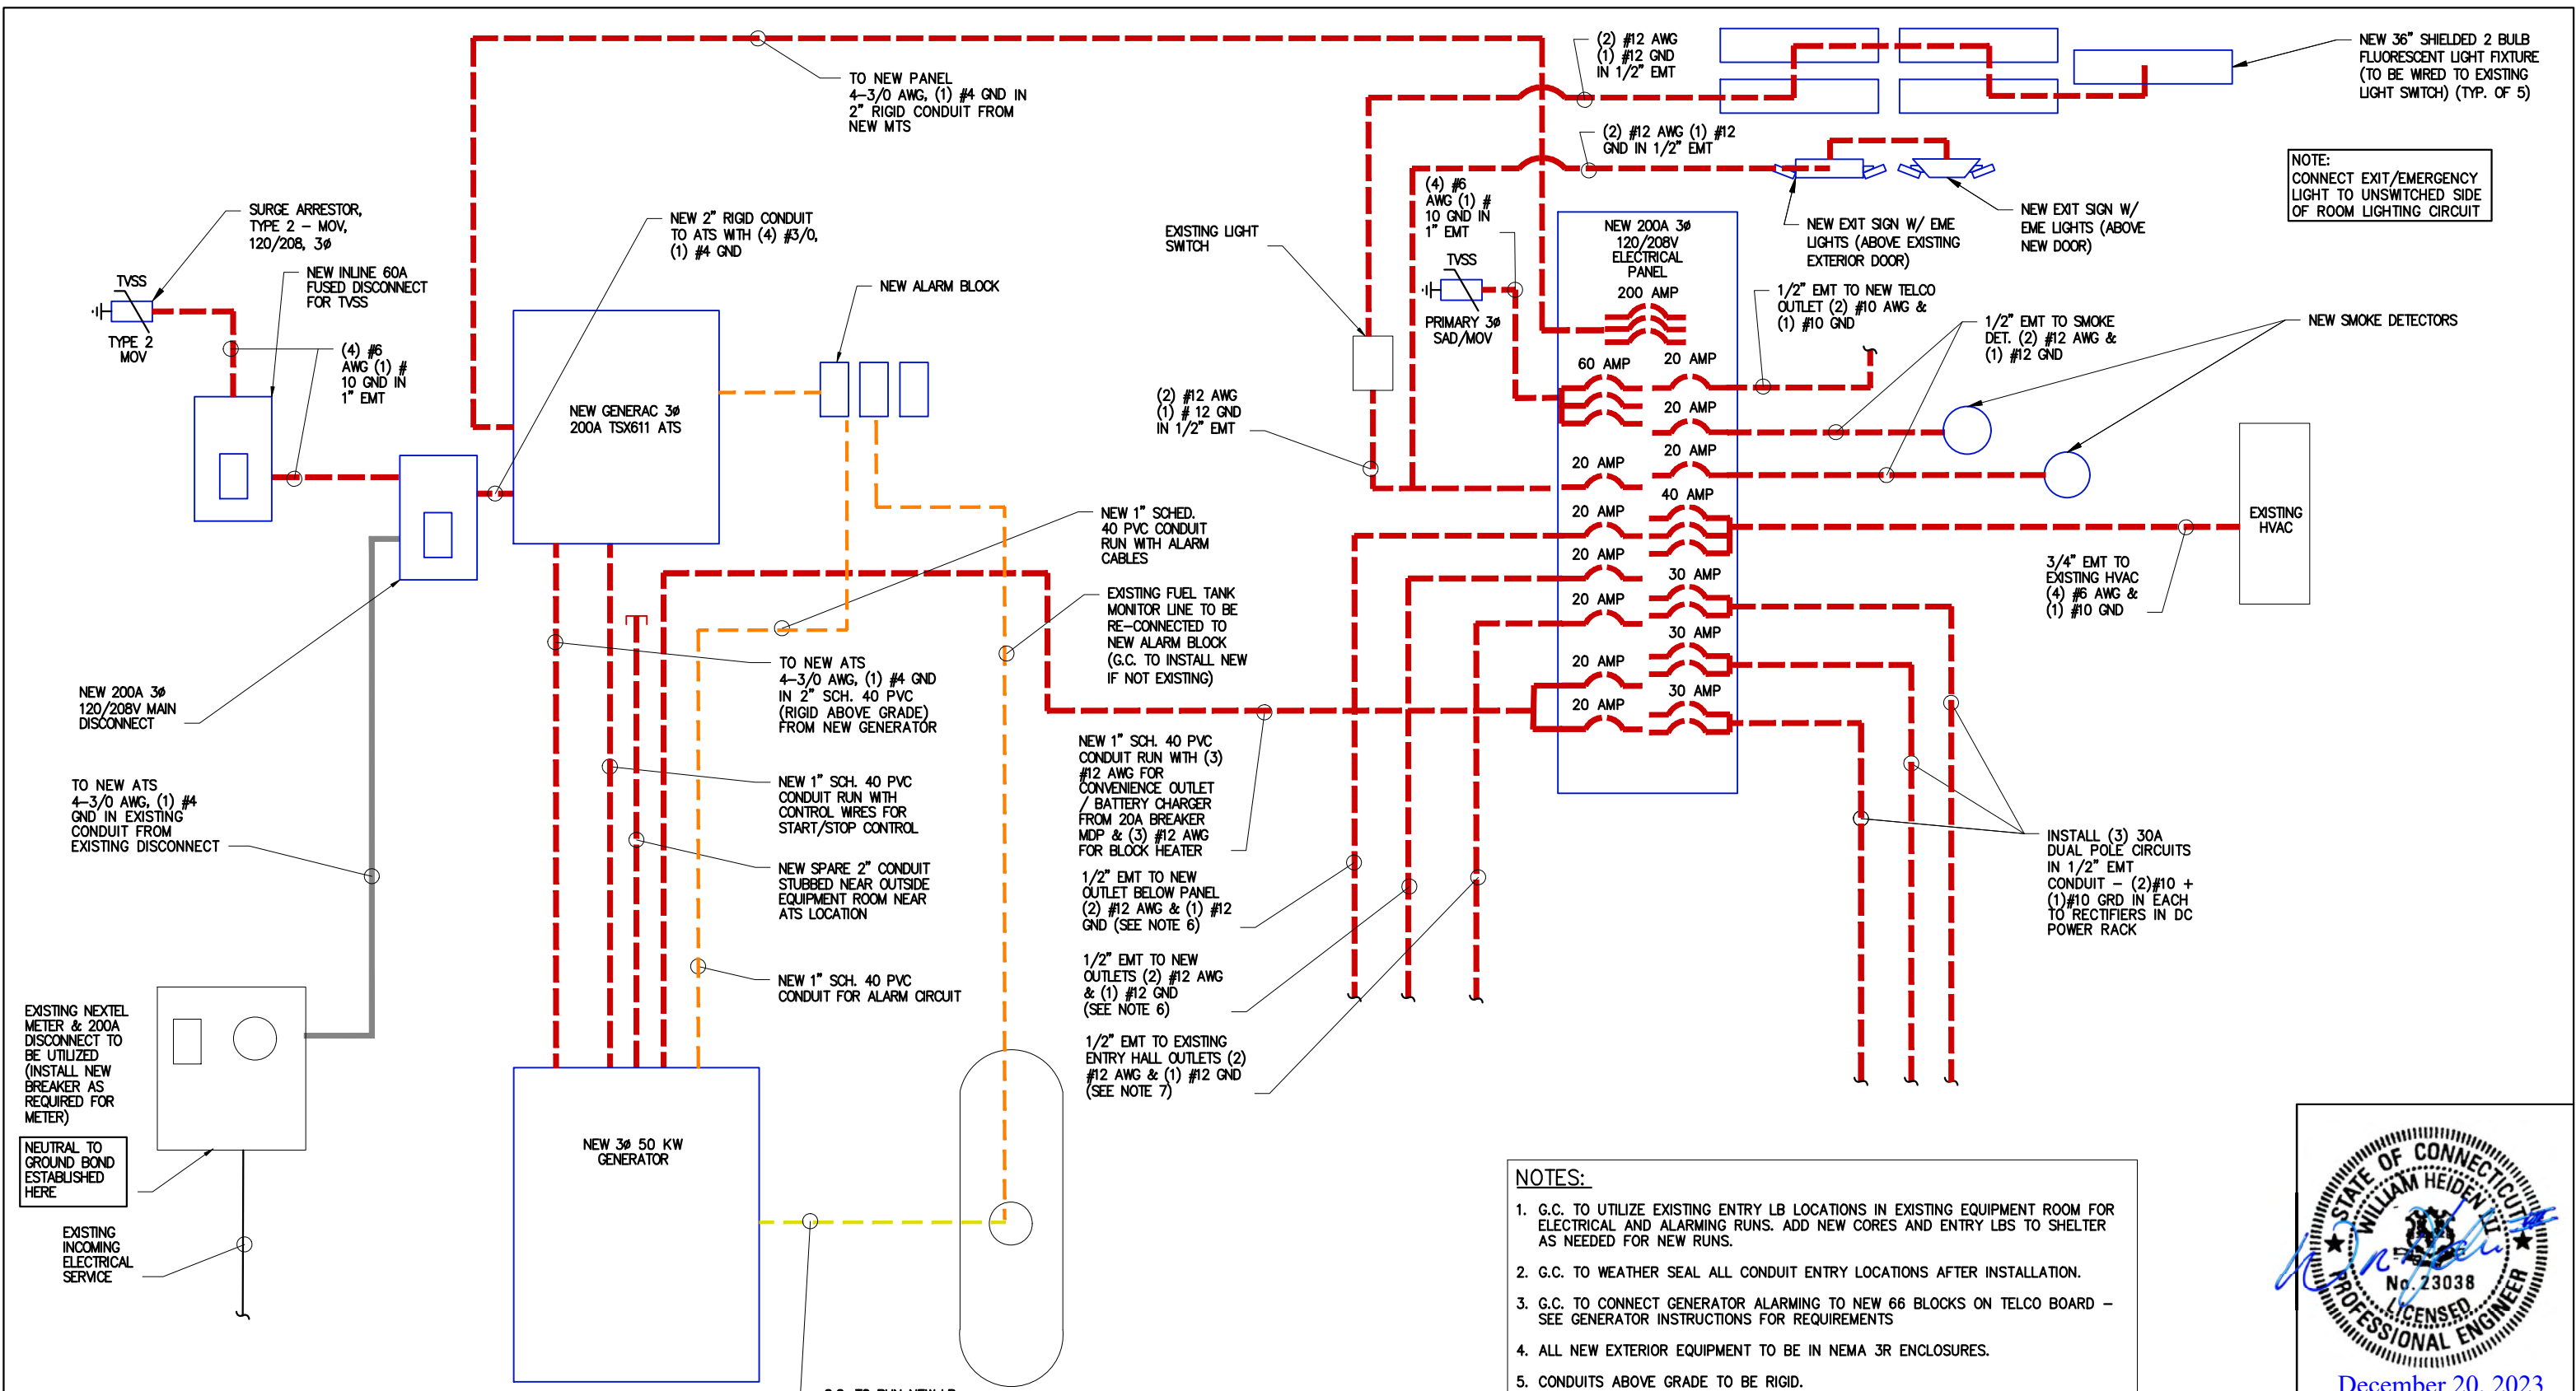 TO NEW PANEL
4-3/0 AWG, (1) #4 GND IN
2" RIGID CONDUIT FROM
NEW MTS
(2) #12 AWG
(1) #12 GND
IN 1/2" EMT
NEW 36" SHIELDED 2 BULB
FLUORESCENT LIGHT FIXTURE
(TO BE WIRED TO EXISTING
LIGHT SWITCH) (TYP. OF 5)
(2) #12 AWG (1) #12
GND IN 1/2" EMT
NOTE:
CONNECT EXIT/EMERGENCY
LIGHT TO UNSWITCHED SIDE
OF ROOM LIGHTING CIRCUIT
SURGE ARRESTOR,
TYPE 2 - MOV,
120/208, 3ø
NEW 2" RIGID CONDUIT
TO ATS WITH (4) #3/0,
(1) #4 GND
EXISTING LIGHT
SWITCH
(4) #6
AWG (1) #
10 GND IN
1" EMT
NEW EXIT SIGN W/ EME
LIGHTS (ABOVE EXISTING
EXTERIOR DOOR)
NEW EXIT SIGN W/
EME LIGHTS (ABOVE
NEW DOOR)
TVSS
TYPE 2
MOV
NEW INLINE 60A
FUSED DISCONNECT
FOR TVSS
(4) #6
AWG (1) #
10 GND IN
1" EMT
NEW ALARM BLOCK
TVSS
PRIMARY 3ø
SAD/MOV
NEW 200A 3ø
120/208V
ELECTRICAL
PANEL
200 AMP
60 AMP
20 AMP
20 AMP
20 AMP
20 AMP
40 AMP
20 AMP
20 AMP
30 AMP
20 AMP
30 AMP
20 AMP
30 AMP
20 AMP
1/2" EMT TO NEW TELCO
OUTLET (2) #10 AWG &
(1) #10 GND
1/2" EMT TO SMOKE
DET. (2) #12 AWG &
(1) #12 GND
NEW SMOKE DETECTORS
NEW GENERAC 3ø
200A TSX611 ATS
(2) #12 AWG
(1) # 12 GND
IN 1/2" EMT
EXISTING
HVAC
3/4" EMT TO
EXISTING HVAC
(4) #6 AWG &
(1) #10 GND
NEW 1" SCHED.
40 PVC CONDUIT
RUN WITH ALARM
CABLES
EXISTING FUEL TANK
MONITOR LINE TO BE
RE-CONNECTED TO
NEW ALARM BLOCK
(G.C. TO INSTALL NEW
IF NOT EXISTING)
NEW 200A 3ø
120/208V MAIN
DISCONNECT
TO NEW ATS
4-3/0 AWG, (1) #4 GND
IN 2" SCH. 40 PVC
(RIGID ABOVE GRADE)
FROM NEW GENERATOR
NEW 1" SCH. 40 PVC
CONDUIT RUN WITH (3)
#12 AWG FOR
CONVENIENCE OUTLET
/ BATTERY CHARGER
FROM 20A BREAKER
MDP & (3) #12 AWG
FOR BLOCK HEATER
TO NEW ATS
4-3/0 AWG, (1) #4
GND IN EXISTING
CONDUIT FROM
EXISTING DISCONNECT
NEW 1" SCH. 40 PVC
CONDUIT RUN WITH
CONTROL WIRES FOR
START/STOP CONTROL
INSTALL (3) 30A
DUAL POLE CIRCUITS
IN 1/2" EMT
CONDUIT - (2)#10 +
(1)#10 GRD IN EACH
TO RECTIFIERS IN DC
POWER RACK
NEW SPARE 2" CONDUIT
STUBBED NEAR OUTSIDE
EQUIPMENT ROOM NEAR
ATS LOCATION
1/2" EMT TO NEW
OUTLET BELOW PANEL
(2) #12 AWG & (1) #12
GND (SEE NOTE 6)
NEW 1" SCH. 40 PVC
CONDUIT FOR ALARM CIRCUIT
1/2" EMT TO NEW
OUTLETS (2) #12 AWG
& (1) #12 GND
(SEE NOTE 6)
EXISTING NEXTEL
METER & 200A
DISCONNECT TO
BE UTILIZED
(INSTALL NEW
BREAKER AS
REQUIRED FOR
METER)
1/2" EMT TO EXISTING
ENTRY HALL OUTLETS (2)
#12 AWG & (1) #12 GND
(SEE NOTE 7)
NEUTRAL TO
GROUND BOND
ESTABLISHED
HERE
NEW 3ø 50 KW
GENERATOR
EXISTING
INCOMING
ELECTRICAL
SERVICE
NOTES:
1. G.C. TO UTILIZE EXISTING ENTRY LB LOCATIONS IN EXISTING EQUIPMENT ROOM FOR
ELECTRICAL AND ALARMING RUNS. ADD NEW CORES AND ENTRY LBS TO SHELTER
AS NEEDED FOR NEW RUNS.
2. G.C. TO WEATHER SEAL ALL CONDUIT ENTRY LOCATIONS AFTER INSTALLATION.
3. G.C. TO CONNECT GENERATOR ALARMING TO NEW 66 BLOCKS ON TELCO BOARD -
SEE GENERATOR INSTRUCTIONS FOR REQUIREMENTS
4. ALL NEW EXTERIOR EQUIPMENT TO BE IN NEMA 3R ENCLOSURES.
5. CONDUITS ABOVE GRADE TO BE RIGID.
STATE OF CONNECTICUT
WILLIAM HEIDEN
No. 23038
LICENSED
PROFESSIONAL ENGINEER
December 20, 2023